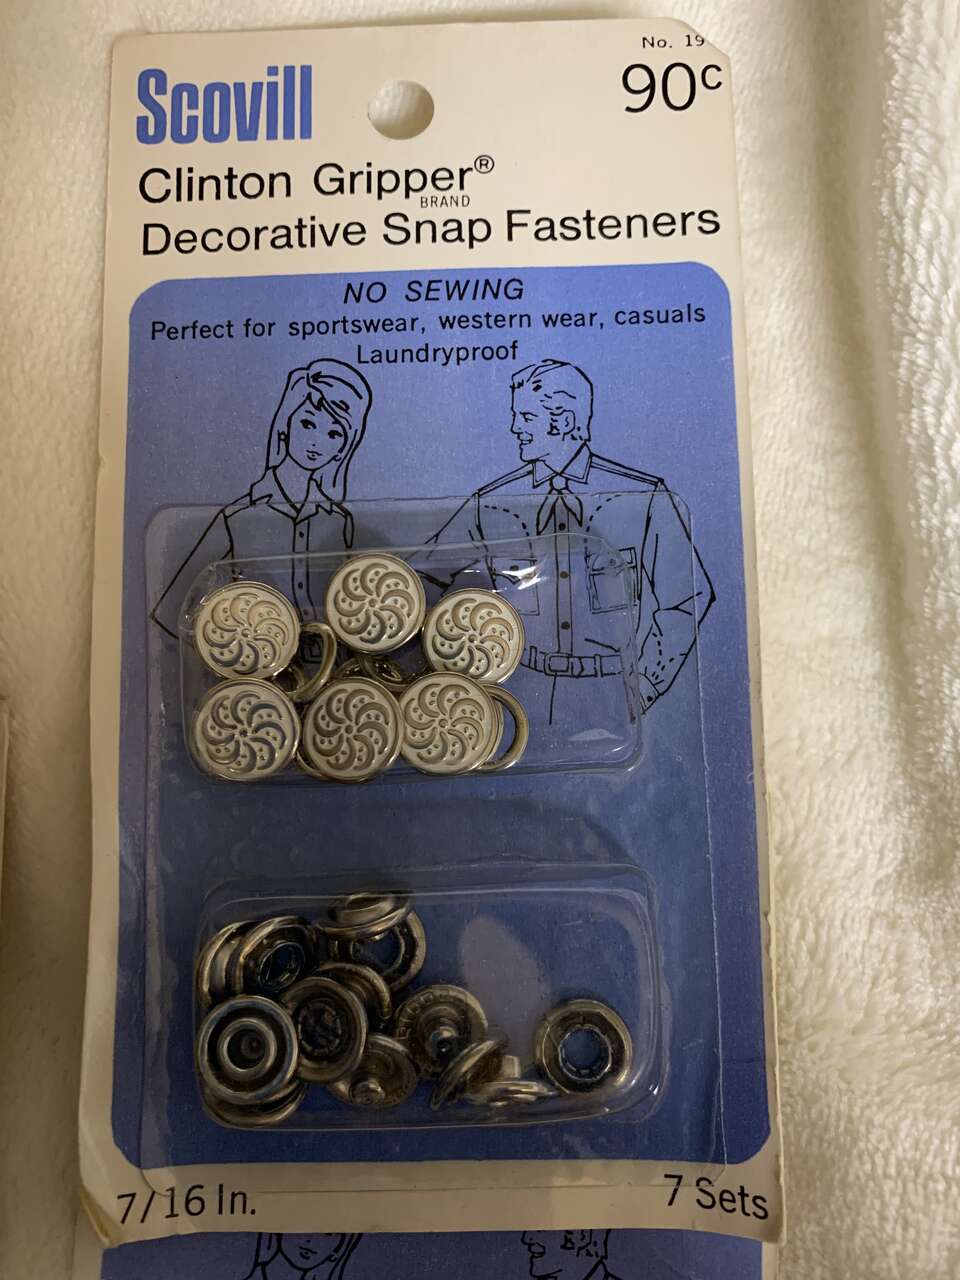 No. 19
Scovill
90c
Clinton Gripper®
BRAND
Decorative Snap Fasteners
NO SEWING
Perfect for sportswear, western wear, casuals
Laundryproof
7/16 In.
7 Sets